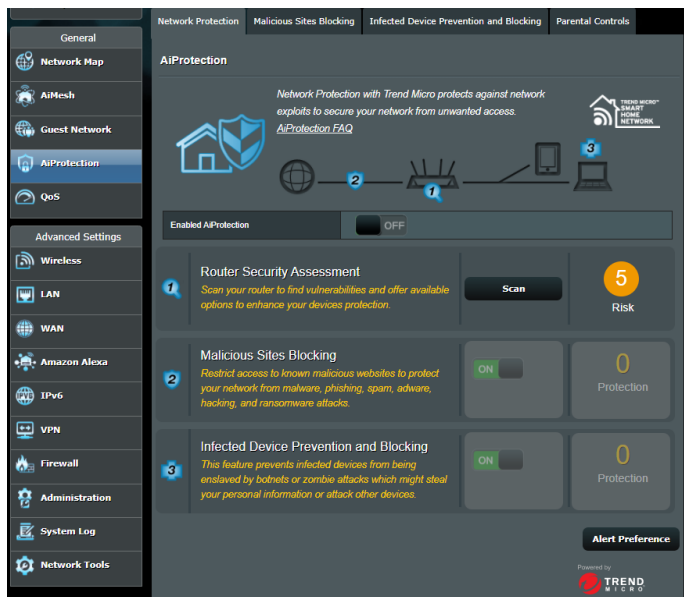 General
Network Map
AiMesh
Guest Network
AiProtection
QoS
Advanced Settings
Wireless
LAN
WAN
Amazon Alexa
IPv6
VPN
Firewall
Administration
System Log
Network Tools
Network Protection
Malicious Sites Blocking
Infected Device Prevention and Blocking
Parental Controls
AiProtection
Network Protection with Trend Micro protects against network
exploits to secure your network from unwanted access.
AiProtection FAQ
TREND MICRO™
SMART
HOME
NETWORK
2
1
3
Enabled AiProtection
OFF
1
Router Security Assessment
Scan your router to find vulnerabilities and offer available
options to enhance your devices protection.
Scan
5
Risk
2
Malicious Sites Blocking
Restrict access to known malicious websites to protect
your network from malware, phishing, spam, adware,
hacking, and ransomware attacks.
ON
0
Protection
3
Infected Device Prevention and Blocking
This feature prevents infected devices from being
enslaved by botnets or zombie attacks which might steal
your personal information or attack other devices.
ON
0
Protection
Alert Preference
Powered by
TREND
MICRO